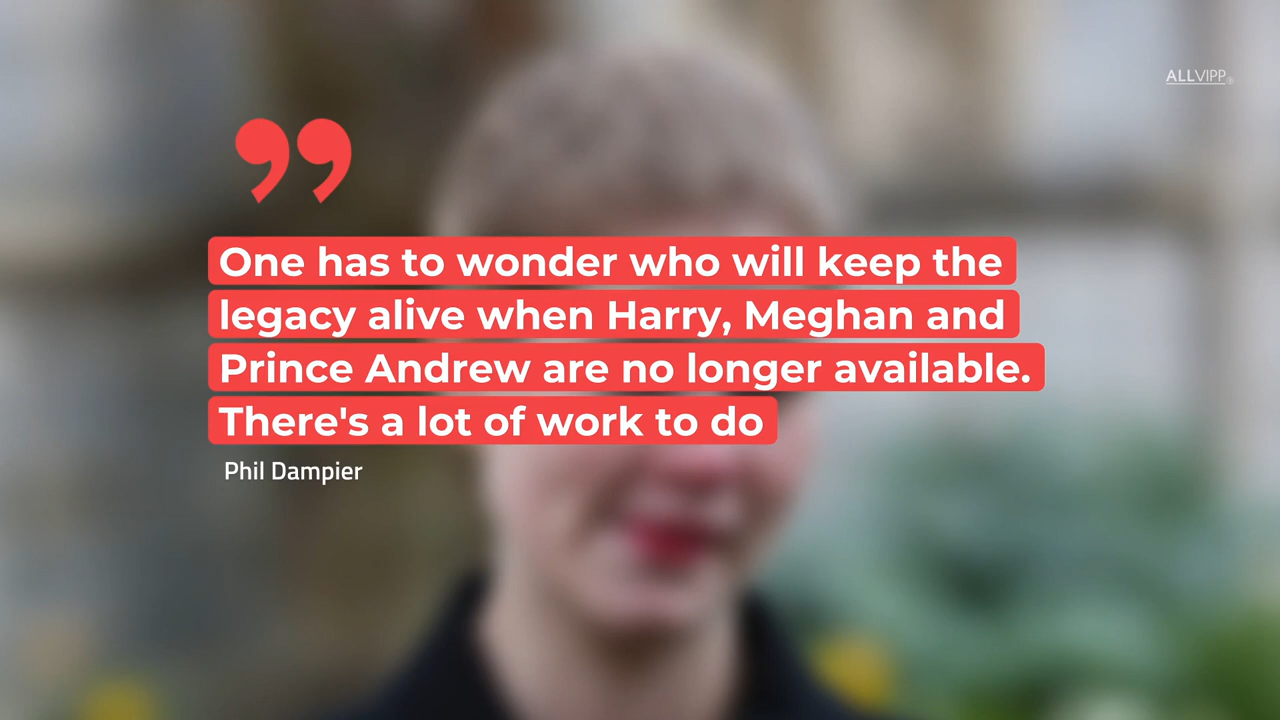 ALLVIPP®
”
One has to wonder who will keep the
legacy alive when Harry, Meghan and
Prince Andrew are no longer available.
There's a lot of work to do
Phil Dampier